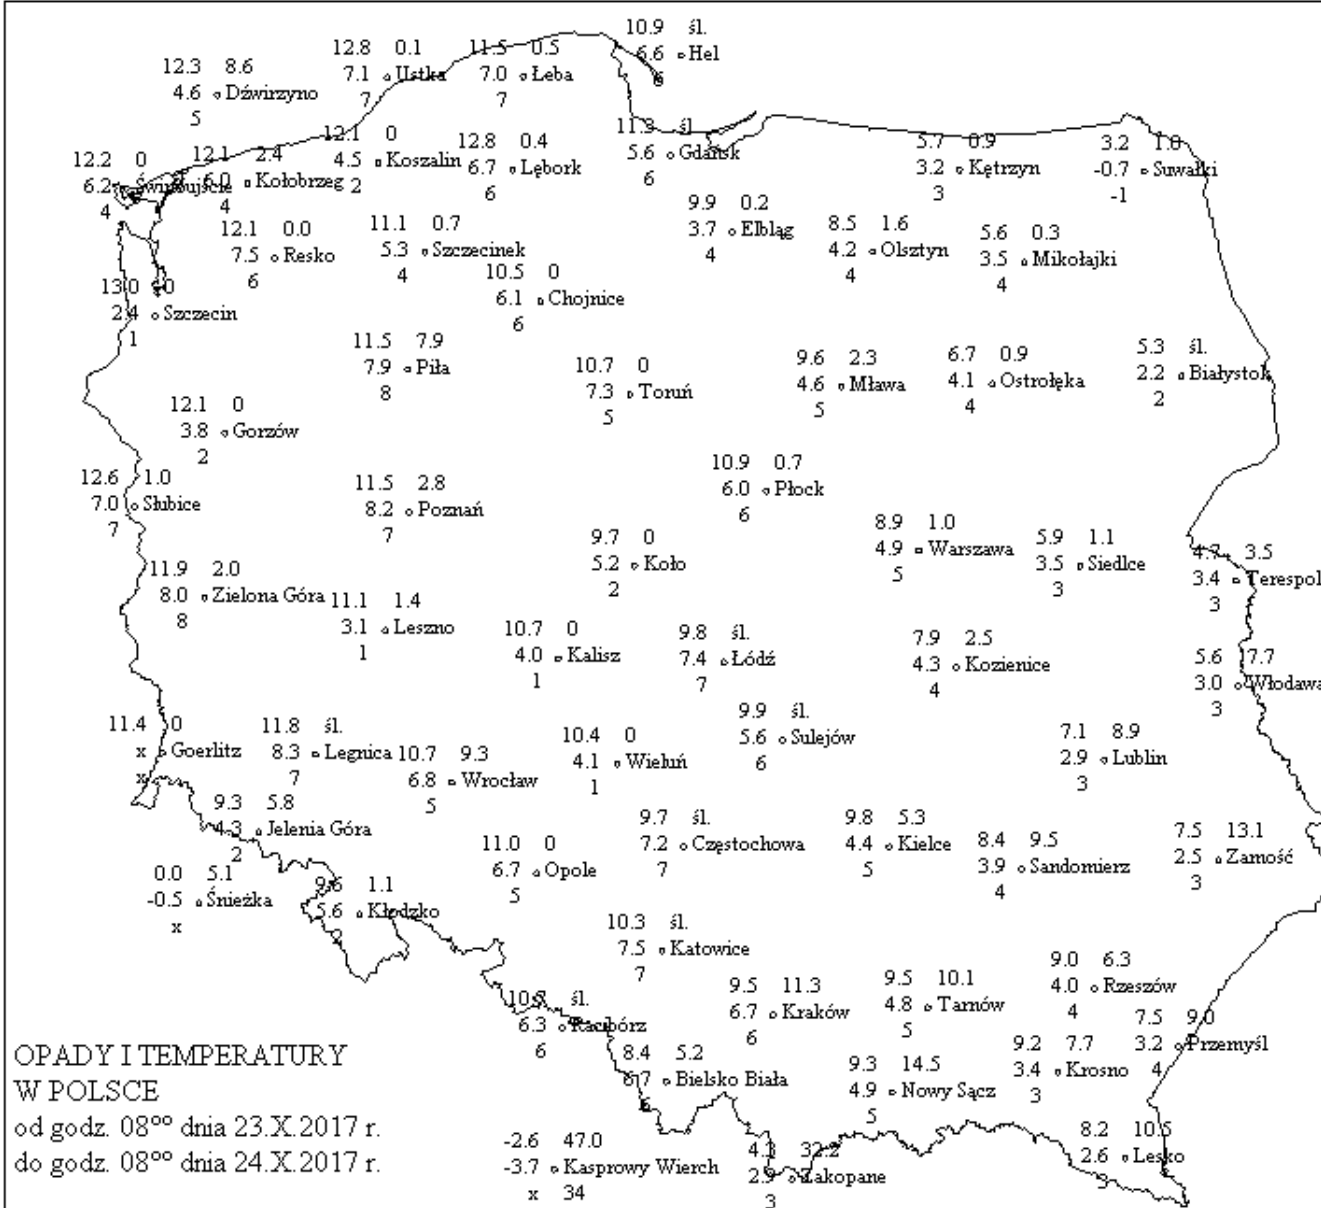 10.9 śl.
6.6 Hel
6
12.8 0.1
7.1 Ustka
7
11.5 0.5
7.0 Łeba
7
12.3 8.6
4.6 Dźwirzyno
5
12.2 0
6.2 Świnoujście
4
12.1 2.4
6.0 Kołobrzeg
4
12.1 0
4.5 Koszalin
2
12.8 0.4
6.7 Lębork
6
11.3 śl.
5.6 Gdańsk
6
5.7 0.9
3.2 Kętrzyn
3
3.2 1.0
-0.7 Suwałki
-1
12.1 0.0
7.5 Resko
6
11.1 0.7
5.3 Szczecinek
4
9.9 0.2
3.7 Elbląg
4
8.5 1.6
4.2 Olsztyn
4
5.6 0.3
3.5 Mikołajki
4
13.0
2.4 Szczecin
1
10.5 0
6.1 Chojnice
6
11.5 7.9
7.9 Piła
8
10.7 0
7.3 Toruń
5
9.6 2.3
4.6 Mława
5
6.7 0.9
4.1 Ostrołęka
4
5.3 śl.
2.2 Białystok
2
12.1 0
3.8 Gorzów
2
12.6 1.0
7.0 Słubice
7
11.5 2.8
8.2 Poznań
7
10.9 0.7
6.0 Płock
6
9.7 0
5.2 Koło
2
8.9 1.0
4.9 Warszawa
5
5.9 1.1
3.5 Siedlce
3
4.7 3.5
3.4 Terespol
3
11.9 2.0
8.0 Zielona Góra
8
11.1 1.4
3.1 Leszno
1
10.7 0
4.0 Kalisz
1
9.8 śl.
7.4 Łódź
7
7.9 2.5
4.3 Kozienice
4
5.6 7.7
3.0 Włodawa
3
11.4 0
x Goerlitz
x
11.8 śl.
8.3 Legnica
7
10.7 9.3
6.8 Wrocław
5
10.4 0
4.1 Wieluń
1
9.9 śl.
5.6 Sulejów
6
7.1 8.9
2.9 Lublin
3
9.3 5.8
4.3 Jelenia Góra
2
11.0 0
6.7 Opole
5
9.7 śl.
7.2 Częstochowa
7
9.8 5.3
4.4 Kielce
5
8.4 9.5
3.9 Sandomierz
4
7.5 13.1
2.5 Zamość
3
0.0 5.1
-0.5 Śnieżka
x
9.6 1.1
5.6 Kłodzko
2
10.3 śl.
7.5 Katowice
7
9.5 11.3
6.7 Kraków
6
9.5 10.1
4.8 Tarnów
5
9.0 6.3
4.0 Rzeszów
4
10.7 śl.
6.3 Racibórz
6
7.5 9.0
3.2 Przemyśl
4
8.4 5.2
6.7 Bielsko Biała
6
9.3 14.5
4.9 Nowy Sącz
5
9.2 7.7
3.4 Krosno
3
-2.6 47.0
-3.7 Kasprowy Wierch
x 34
4.3 32.2
2.9 Zakopane
3
8.2 10.5
2.6 Lesko
3
OPADY I TEMPERATURY
W POLSCE
od godz. 08ºº dnia 23.X.2017 r.
do godz. 08ºº dnia 24.X.2017 r.